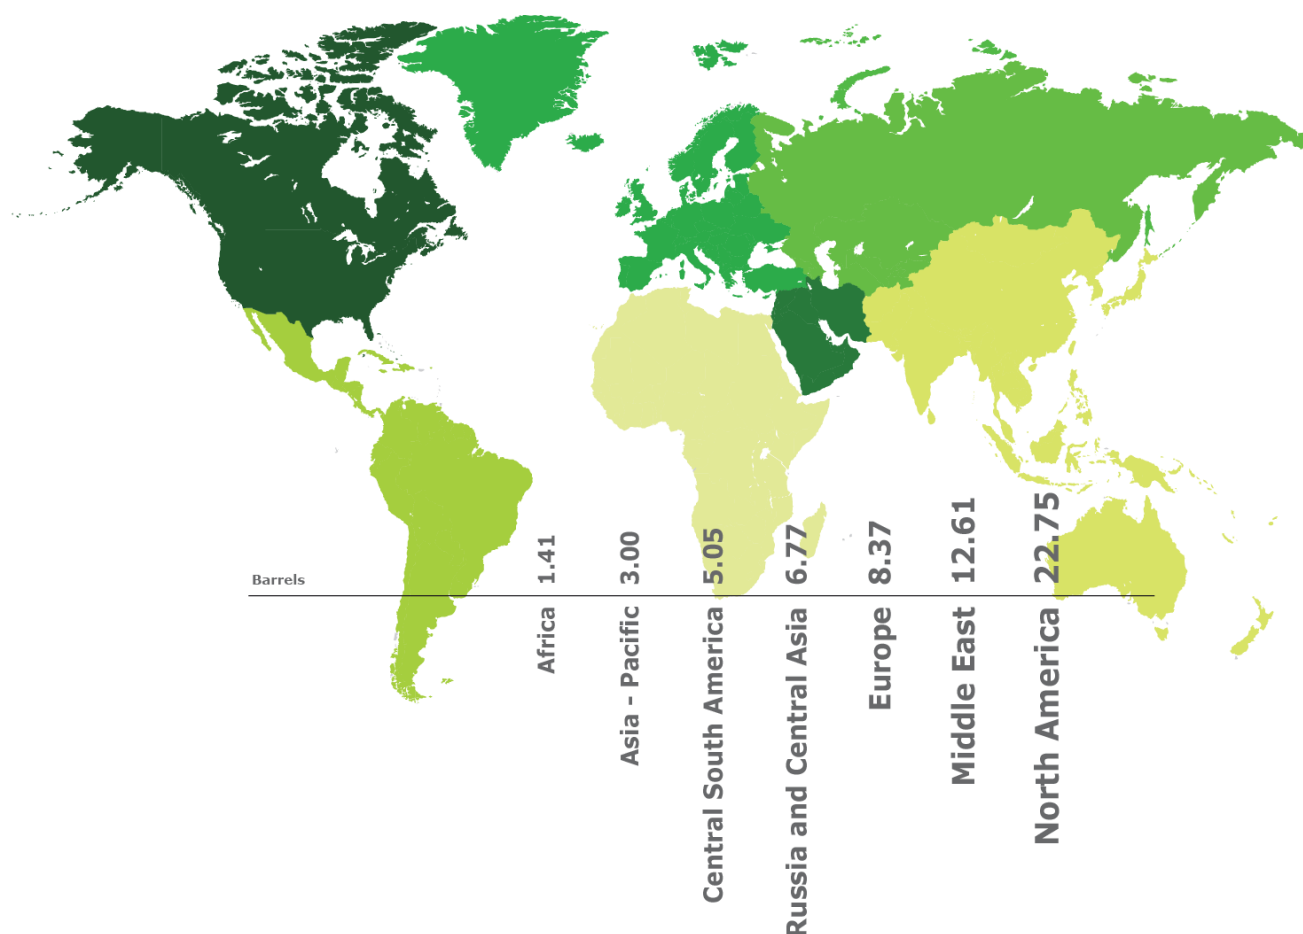 Barrels
Africa 1.41
Asia - Pacific 3.00
Central South America 5.05
Russia and Central Asia 6.77
Europe 8.37
Middle East 12.61
North America 22.75